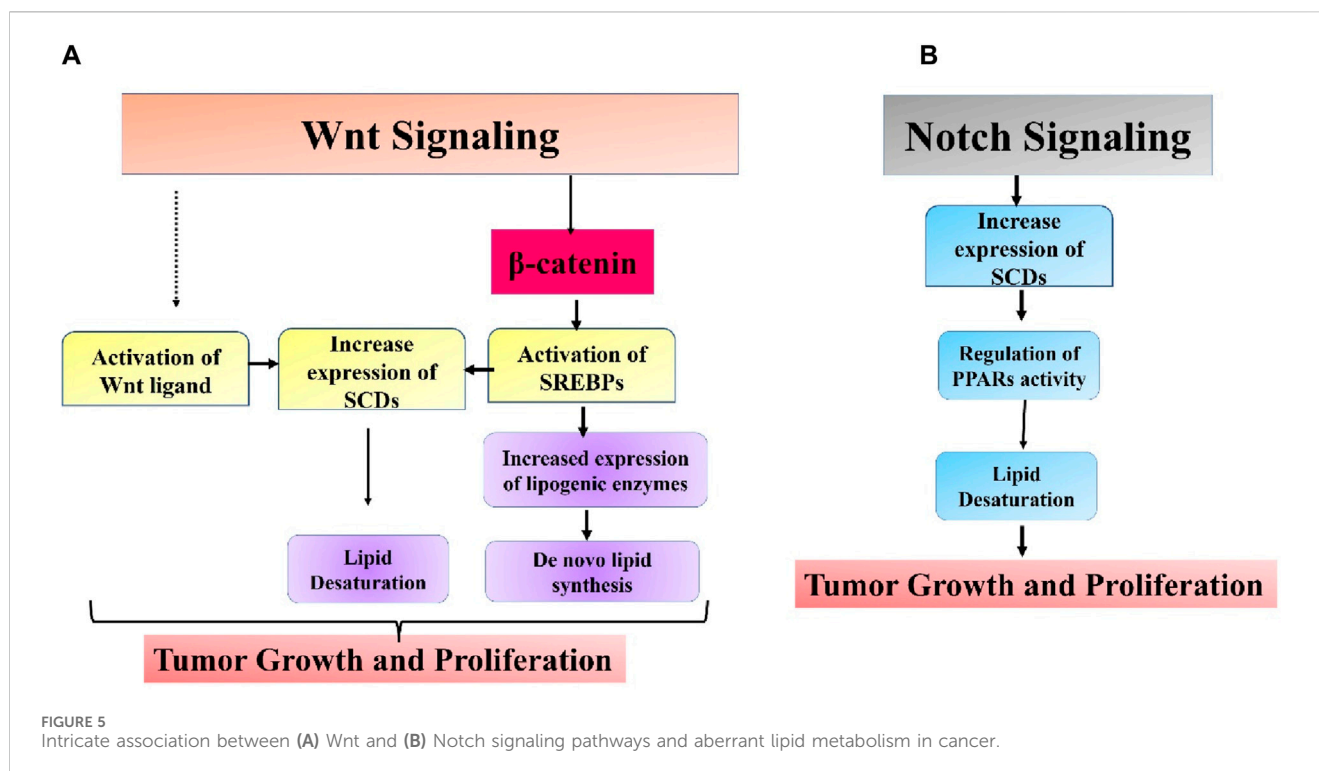 A
Wnt Signaling
β-catenin
Activation of
Wnt ligand
Increase
expression of
SCDs
Activation of
SREBPs
Increased expression
of lipogenic enzymes
Lipid
Desaturation
De novo lipid
synthesis
Tumor Growth and Proliferation
B
Notch Signaling
Increase
expression of
SCDs
Regulation of
PPARs activity
Lipid
Desaturation
Tumor Growth and Proliferation
FIGURE 5
Intricate association between (A) Wnt and (B) Notch signaling pathways and aberrant lipid metabolism in cancer.